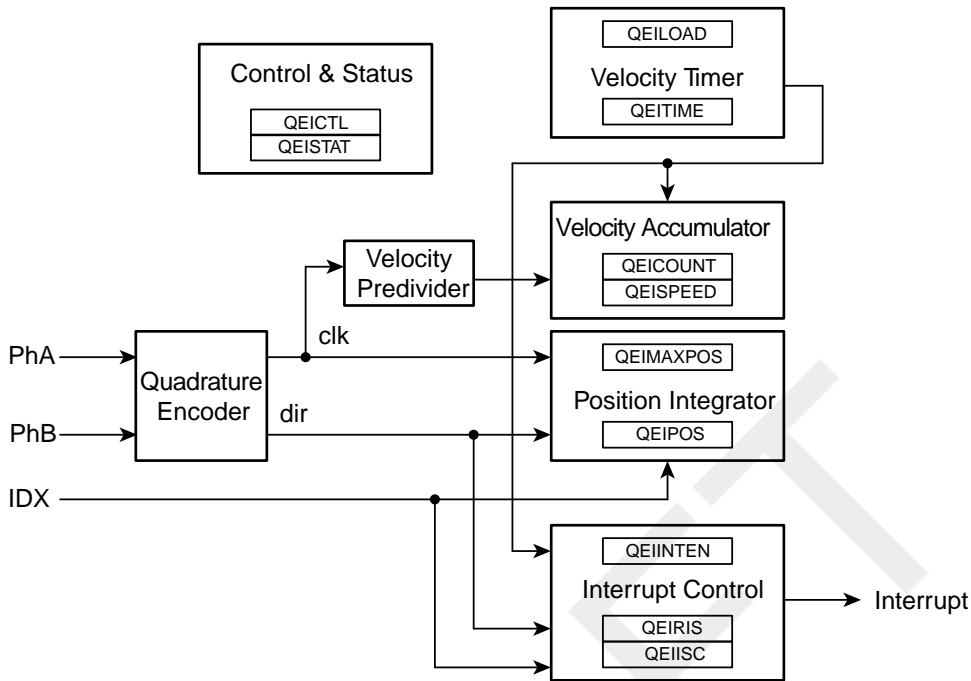 QEILOAD
Velocity Timer
QEITIME
Control & Status
QEICTL
QEISTAT
Velocity Accumulator
QEICOUNT
QEISPEED
Velocity
Predivider
clk
PhA
Quadrature
Encoder
PhB
dir
IDX
QEIMAXPOS
Position Integrator
QEIPOS
QEIINTEN
Interrupt Control
QEIRIS
QEIISC
Interrupt